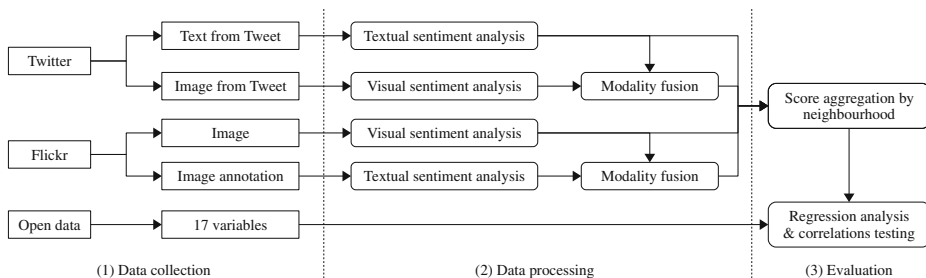 Text from Tweet
Textual sentiment analysis
Twitter
Image from Tweet
Visual sentiment analysis
Modality fusion
Score aggregation by
neighbourhood
Image
Visual sentiment analysis
Flickr
Image annotation
Textual sentiment analysis
Modality fusion
Open data
17 variables
Regression analysis
& correlations testing
(1) Data collection
(2) Data processing
(3) Evaluation